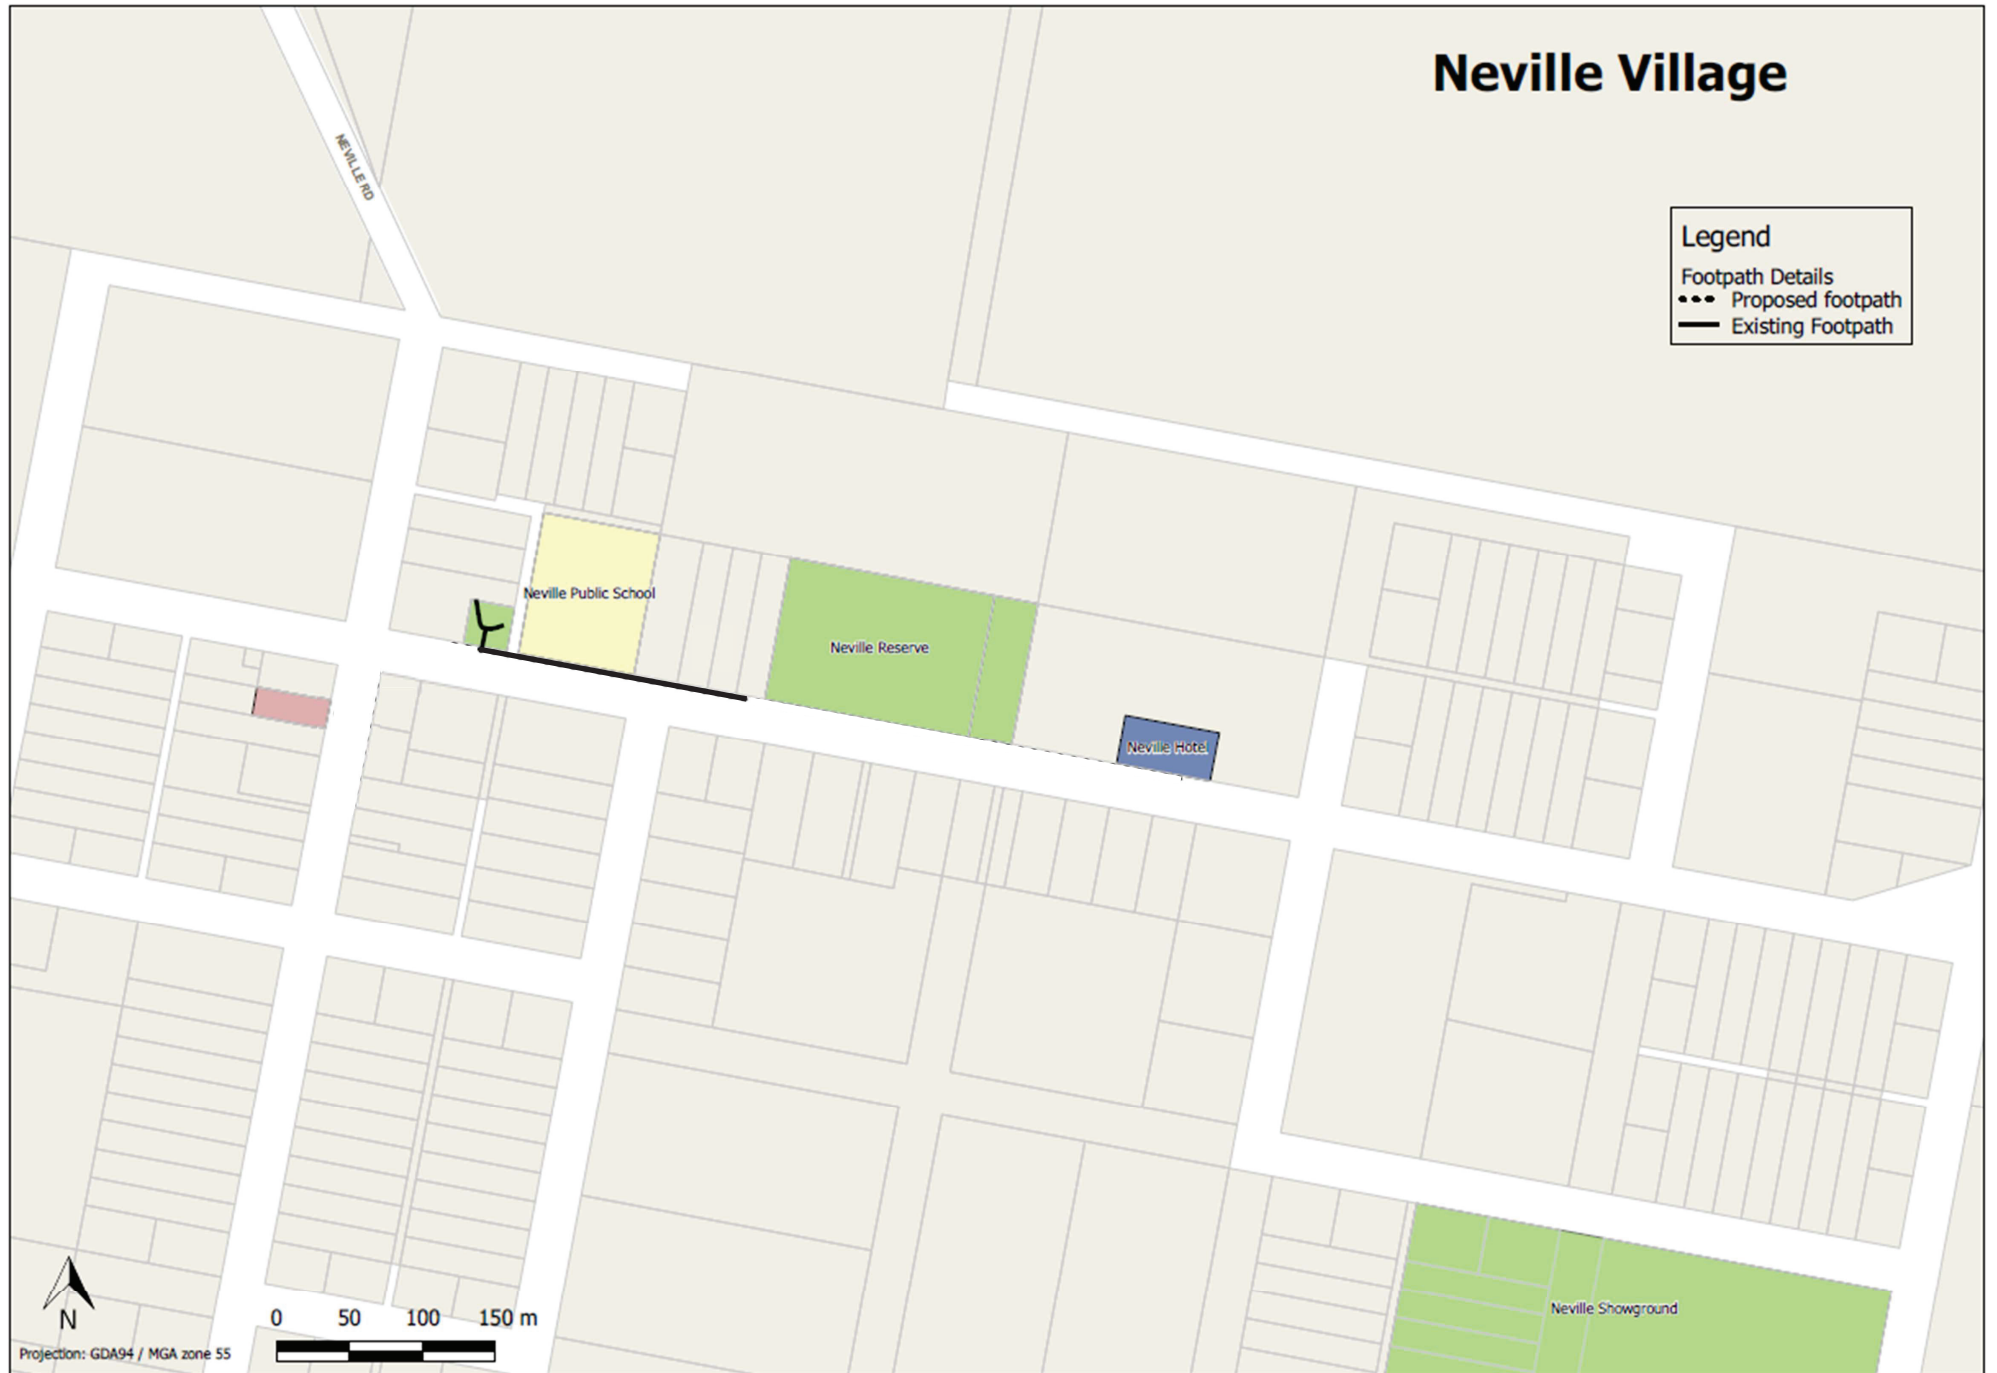 Neville Village
NEVILLE RD
Legend
Footpath Details
Proposed footpath
Existing Footpath
Neville Public School
Neville Reserve
Neville Hotel
Neville Showground
N
0 50 100 150 m
Projection: GDA94 / MGA zone 55